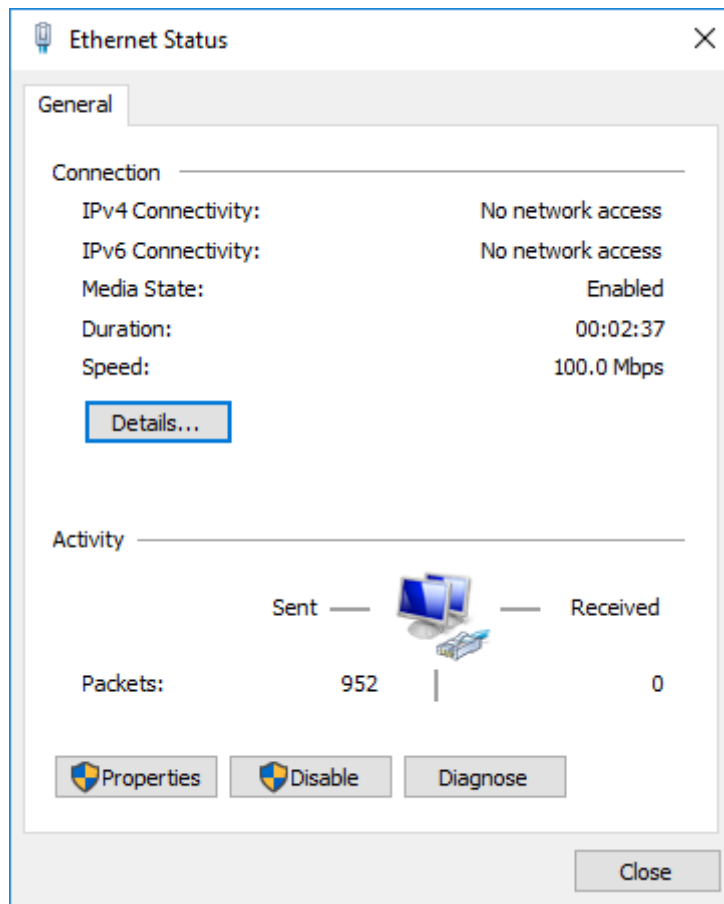 Ethernet Status
General
Connection
IPv4 Connectivity: No network access
IPv6 Connectivity: No network access
Media State: Enabled
Duration: 00:02:37
Speed: 100.0 Mbps
Details...
Activity
Sent Received
Packets: 952 0
Properties Disable Diagnose
Close